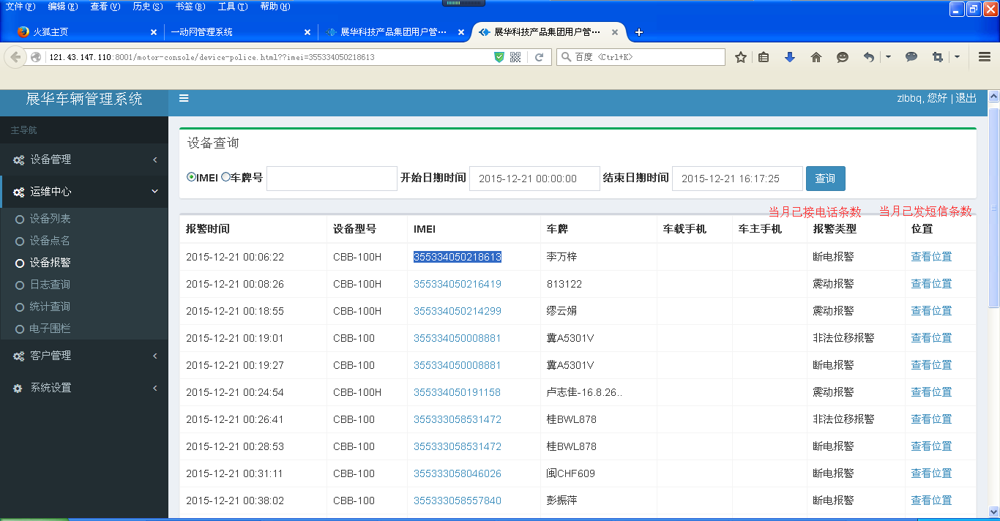 文件(F) 编辑(E) 查看(V) 历史(S) 书签(B) 工具(T) 帮助(H)
火狐主页 一动网管理系统 展华科技产品集团用户管... 展华科技产品集团用户管...
121.43.147.110:8001/motor-console/device-police.html??imei=355334050218613 百度 <Ctrl+K>
展华车辆管理系统 zlbbq, 您好 | 退出
主导航
设备管理
运维中心
设备列表
设备点名
设备报警
日志查询
统计查询
电子围栏
客户管理
系统设置
设备查询
IMEI 车牌号 开始日期时间 2015-12-21 00:00:00 结束日期时间 2015-12-21 16:17:25 查询
当月已接电话条数 当月已发短信条数
报警时间 设备型号 IMEI 车牌 车载手机 车主手机 报警类型 位置
2015-12-21 00:06:22 CBB-100H 355334050218613 李万梓 断电报警 查看位置
2015-12-21 00:08:26 CBB-100H 355334050216419 813122 震动报警 查看位置
2015-12-21 00:18:55 CBB-100H 355334050214299 缪云娟 震动报警 查看位置
2015-12-21 00:19:01 CBB-100 355334050008881 冀A5301V 非法位移报警 查看位置
2015-12-21 00:19:27 CBB-100 355334050008881 冀A5301V 断电报警 查看位置
2015-12-21 00:24:54 CBB-100H 355334050191158 卢志佳-16.8.26.. 震动报警 查看位置
2015-12-21 00:26:41 CBB-100 355333058531472 桂BWL878 非法位移报警 查看位置
2015-12-21 00:28:53 CBB-100 355333058531472 桂BWL878 断电报警 查看位置
2015-12-21 00:31:11 CBB-100 355333058046026 闽CHF609 断电报警 查看位置
2015-12-21 00:38:02 CBB-100 355333058557840 彭振萍 断电报警 查看位置